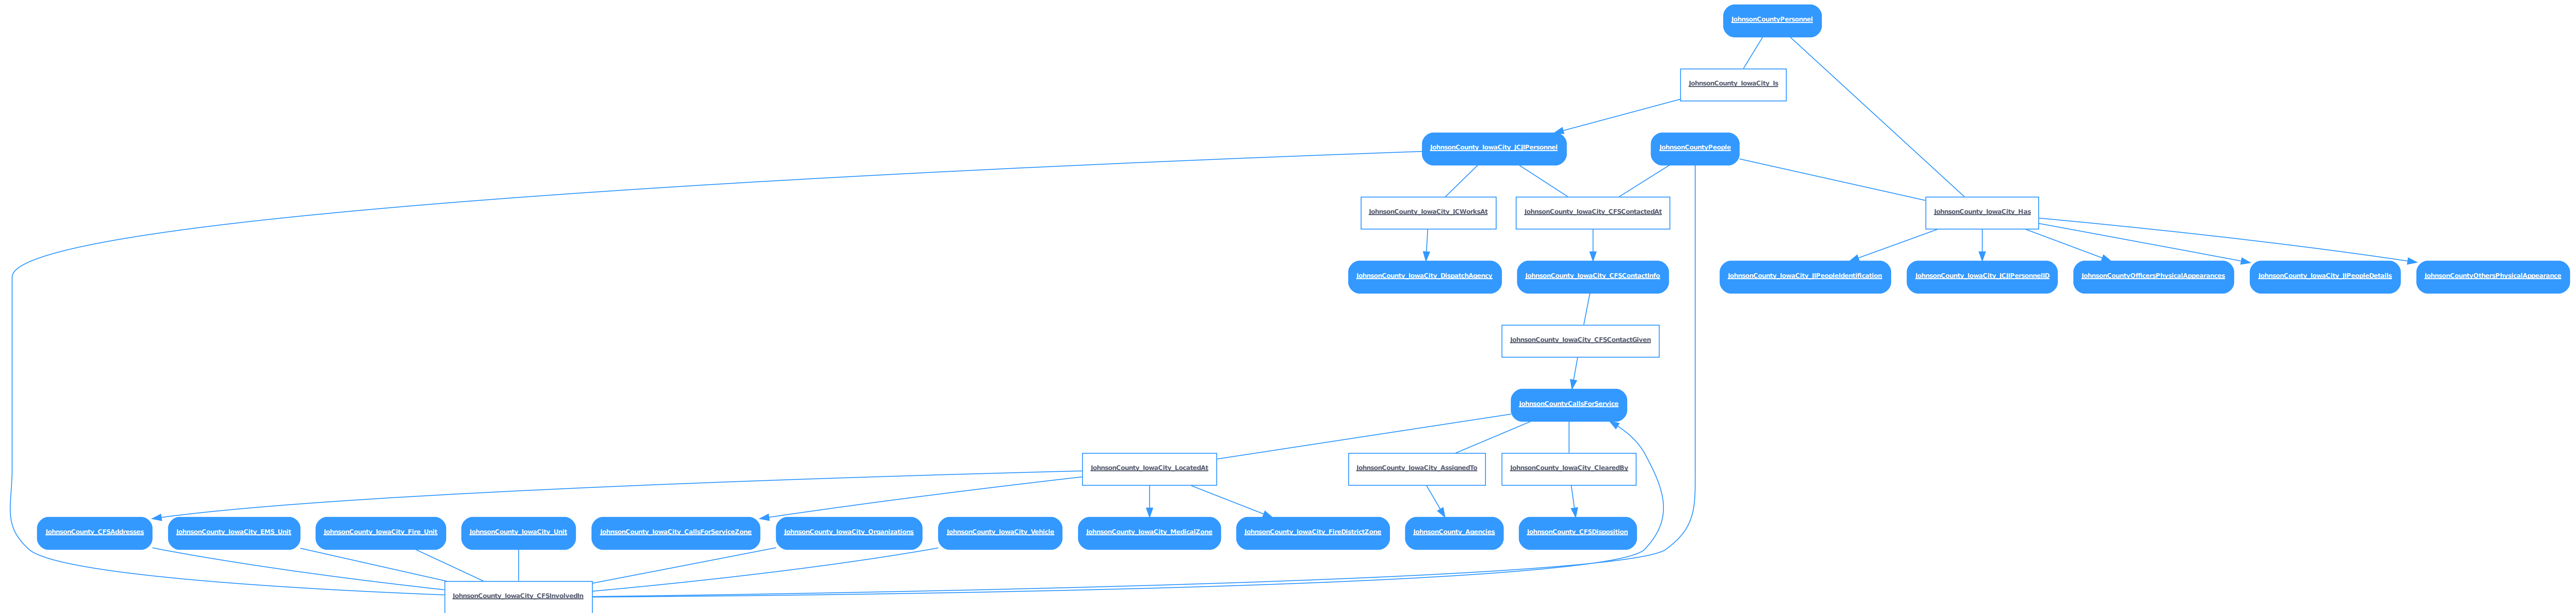 JohnsonCountyPersonnel
JohnsonCounty_IowaCity_Is
JohnsonCounty_IowaCity_JCJIPersonnel
JohnsonCountyPeople
JohnsonCounty_IowaCity_JCWorksAt
JohnsonCounty_IowaCity_CFSContactedAt
JohnsonCounty_IowaCity_Has
JohnsonCounty_IowaCity_DispatchAgency
JohnsonCounty_IowaCity_CFSContactInfo
JohnsonCounty_IowaCity_JIPeopleIdentification
JohnsonCounty_IowaCity_JCIIPersonnelID
JohnsonCountyOfficersPhysicalAppearances
JohnsonCounty_IowaCity_JIPeopleDetails
JohnsonCountyOthersPhysicalAppearance
JohnsonCounty_IowaCity_CFSContactGiven
JohnsonCountyCallsForService
JohnsonCounty_IowaCity_LocatedAt
JohnsonCounty_IowaCity_AssignedTo
JohnsonCounty_IowaCity_ClearedBy
JohnsonCounty_CFSAddresses
JohnsonCounty_IowaCity_EMS_Unit
JohnsonCounty_IowaCity_Fire_Unit
JohnsonCounty_IowaCity_Unit
JohnsonCounty_IowaCity_CallsForServiceZone
JohnsonCounty_IowaCity_Organizations
JohnsonCounty_IowaCity_Vehicle
JohnsonCounty_IowaCity_MedicalZone
JohnsonCounty_IowaCity_FireDistrictZone
JohnsonCounty_Agencies
JohnsonCounty_CFSDisposition
JohnsonCounty_IowaCity_CFSInvolvedIn